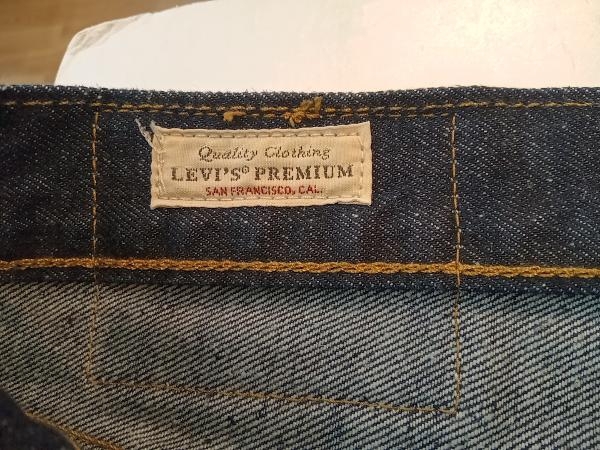 Quality Clothing
LEVI'S® PREMIUM
SAN FRANCISCO, CAL.